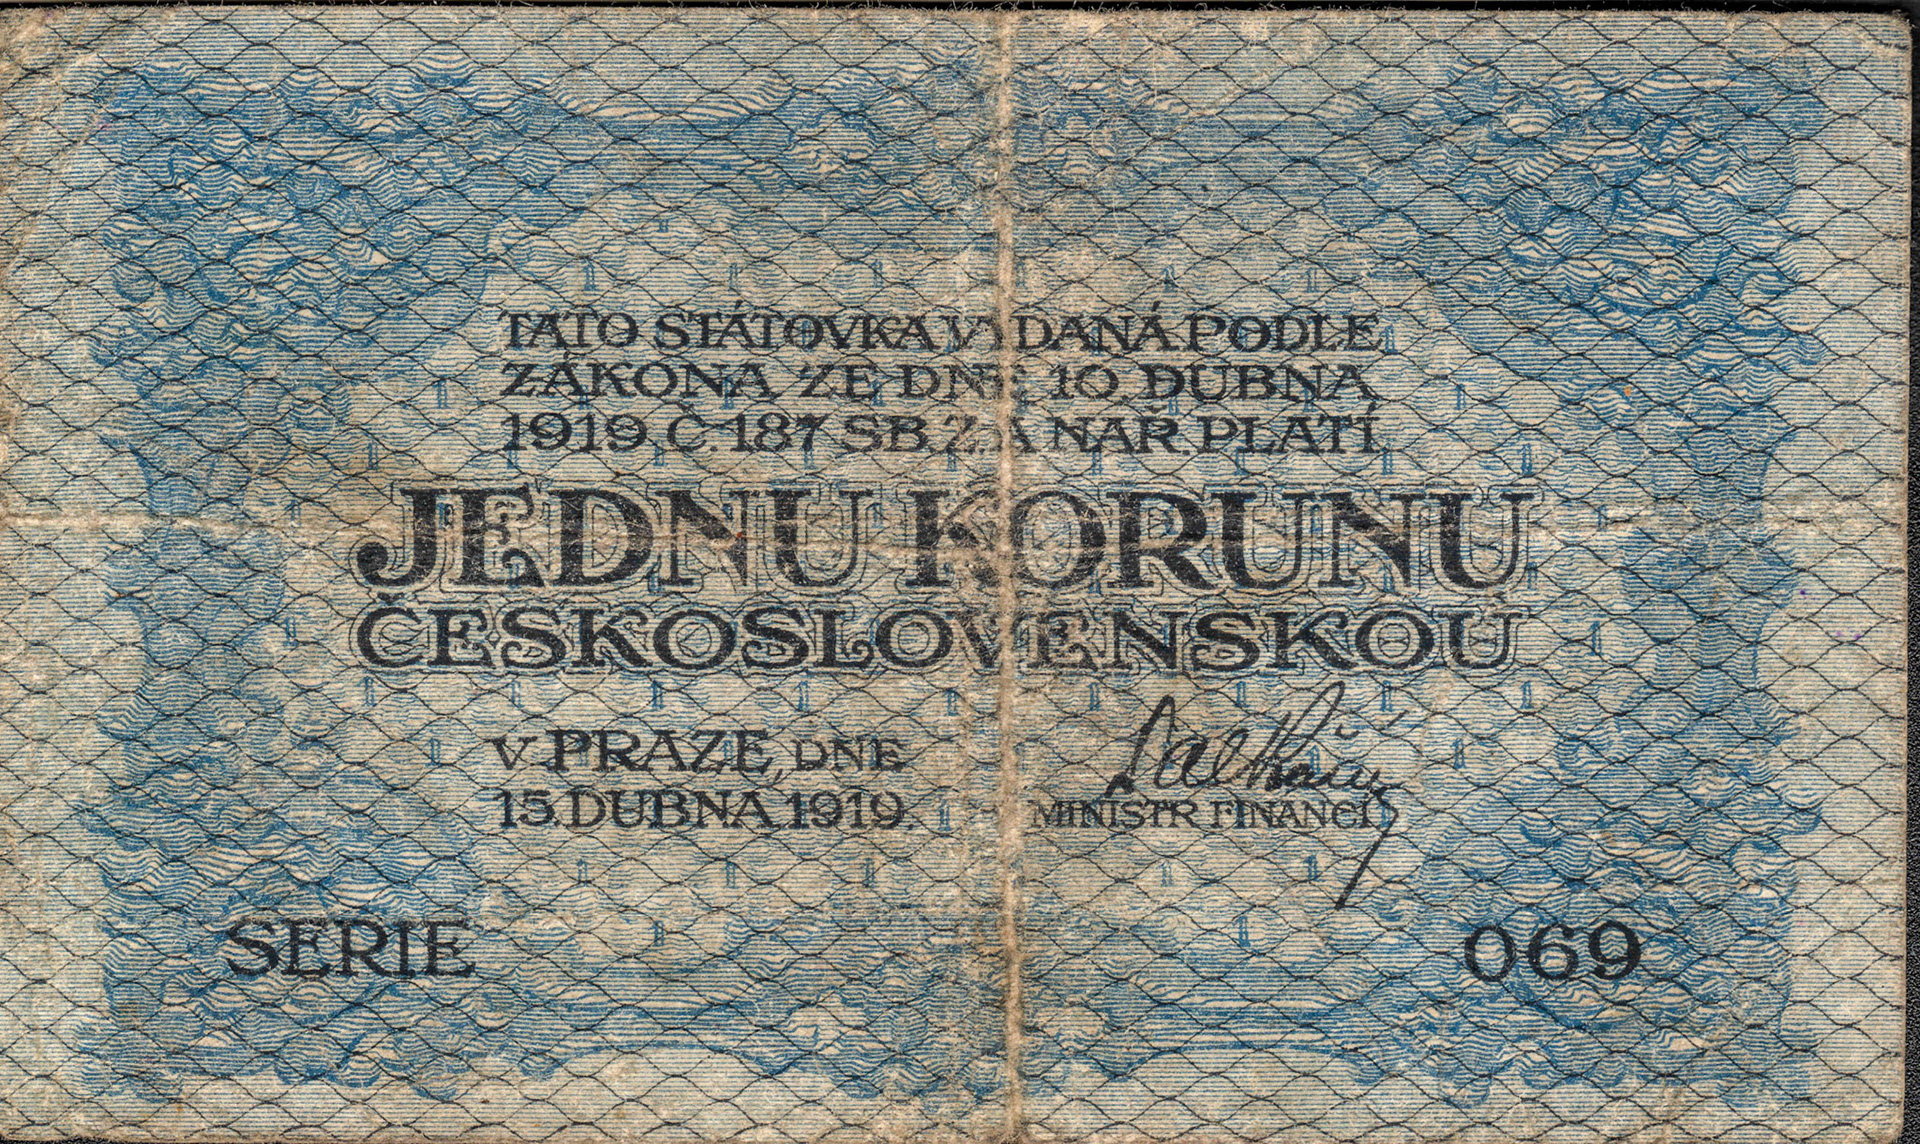 TATO STÁTOVKA VYDANÁ PODLE
ZÁKONA ZE DNE 10. DUBNA
1919 Č. 187 SB. Z. A NAŘ. PLATÍ
JEDNU KORUNU
ČESKOSLOVENSKOU
V PRAZE, DNE
15. DUBNA 1919.
MINISTR FINANCÍ
SERIE 069